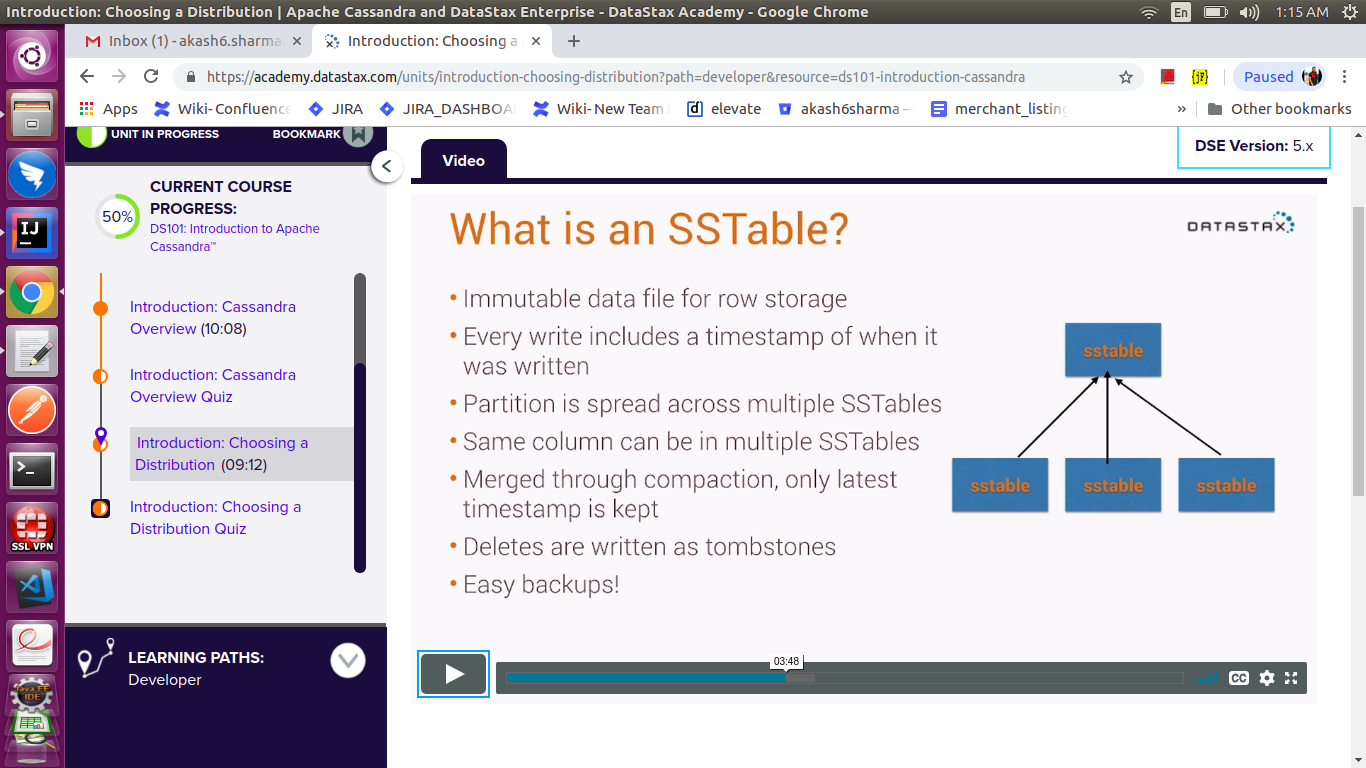 Introduction: Choosing a Distribution | Apache Cassandra and DataStax Enterprise - DataStax Academy - Google Chrome
En
1:15 AM
Inbox (1) - akash6.sharma
Introduction: Choosing a
https://academy.datastax.com/units/introduction-choosing-distribution?path=developer&resource=ds101-introduction-cassandra
Paused
Apps
Wiki-Confluence
JIRA
JIRA_DASHBOA
Wiki- New Team
elevate
akash6sharma —
merchant_listing
»
Other bookmarks
UNIT IN PROGRESS
BOOKMARK
Video
DSE Version: 5.x
CURRENT COURSE
PROGRESS:
50%
DS101: Introduction to Apache
Cassandra™
Introduction: Cassandra
Overview (10:08)
Introduction: Cassandra
Overview Quiz
Introduction: Choosing a
Distribution (09:12)
Introduction: Choosing a
Distribution Quiz
LEARNING PATHS:
Developer
What is an SSTable?
DATASTAX
• Immutable data file for row storage
• Every write includes a timestamp of when it
was written
• Partition is spread across multiple SSTables
• Same column can be in multiple SSTables
• Merged through compaction, only latest
timestamp is kept
• Deletes are written as tombstones
• Easy backups!
sstable
sstable
sstable
sstable
03:48
CC
IJ
SSL VPN
Java EE
IDE